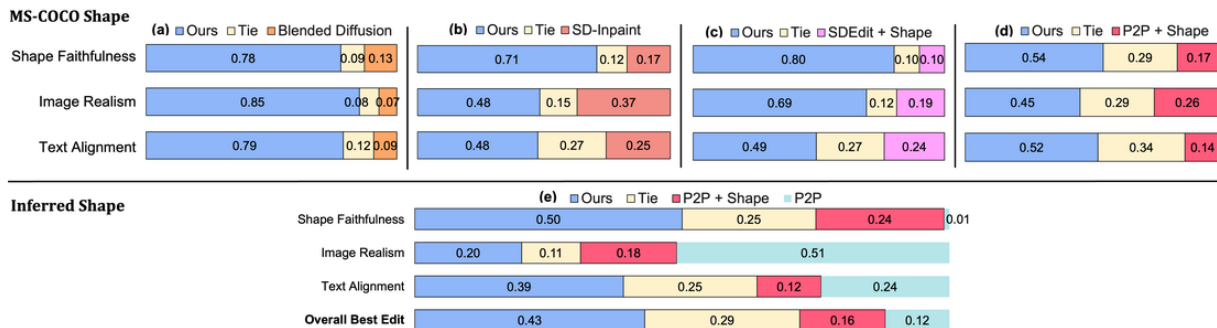 MS-COCO Shape
(a) Ours Tie Blended Diffusion
(b) Ours Tie SD-Inpaint
(c) Ours Tie SDEdit + Shape
(d) Ours Tie P2P + Shape
Shape Faithfulness 0.78 0.09 0.13 0.71 0.12 0.17 0.80 0.10 0.10 0.54 0.29 0.17
Image Realism 0.85 0.08 0.07 0.48 0.15 0.37 0.69 0.12 0.19 0.45 0.29 0.26
Text Alignment 0.79 0.12 0.09 0.48 0.27 0.25 0.49 0.27 0.24 0.52 0.34 0.14
Inferred Shape
(e) Ours Tie P2P + Shape P2P
Shape Faithfulness 0.50 0.25 0.24 0.01
Image Realism 0.20 0.11 0.18 0.51
Text Alignment 0.39 0.25 0.12 0.24
Overall Best Edit 0.43 0.29 0.16 0.12